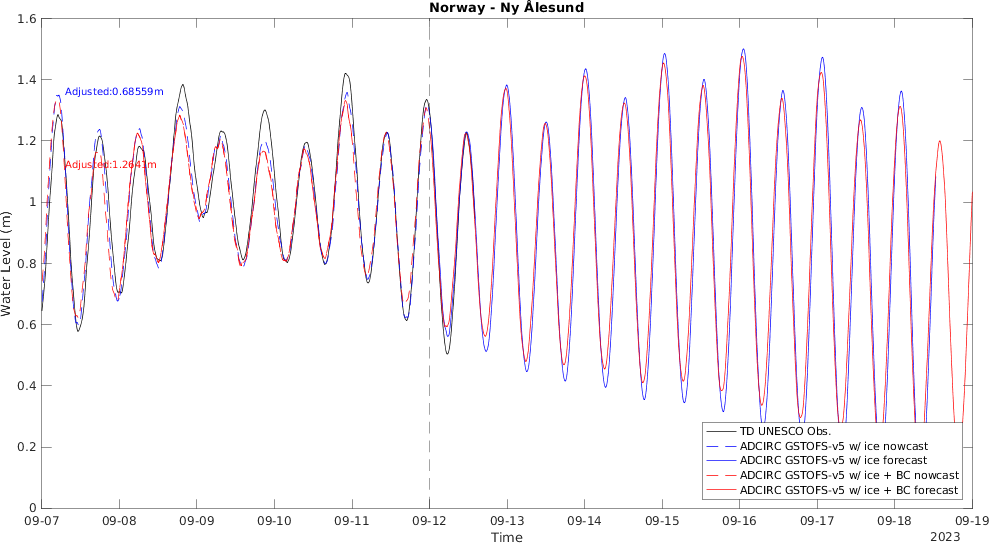 Norway - Ny Ålesund
1.6
1.4
1.2
1
0.8
0.6
0.4
0.2
0
Water Level (m)
Adjusted:0.68559m
Adjusted:1.2641m
TD UNESCO Obs.
ADCIRC GSTOFS-v5 w/ ice nowcast
ADCIRC GSTOFS-v5 w/ ice forecast
ADCIRC GSTOFS-v5 w/ ice + BC nowcast
ADCIRC GSTOFS-v5 w/ ice + BC forecast
09-07 09-08 09-09 09-10 09-11 09-12 09-13 09-14 09-15 09-16 09-17 09-18 09-19
Time
2023